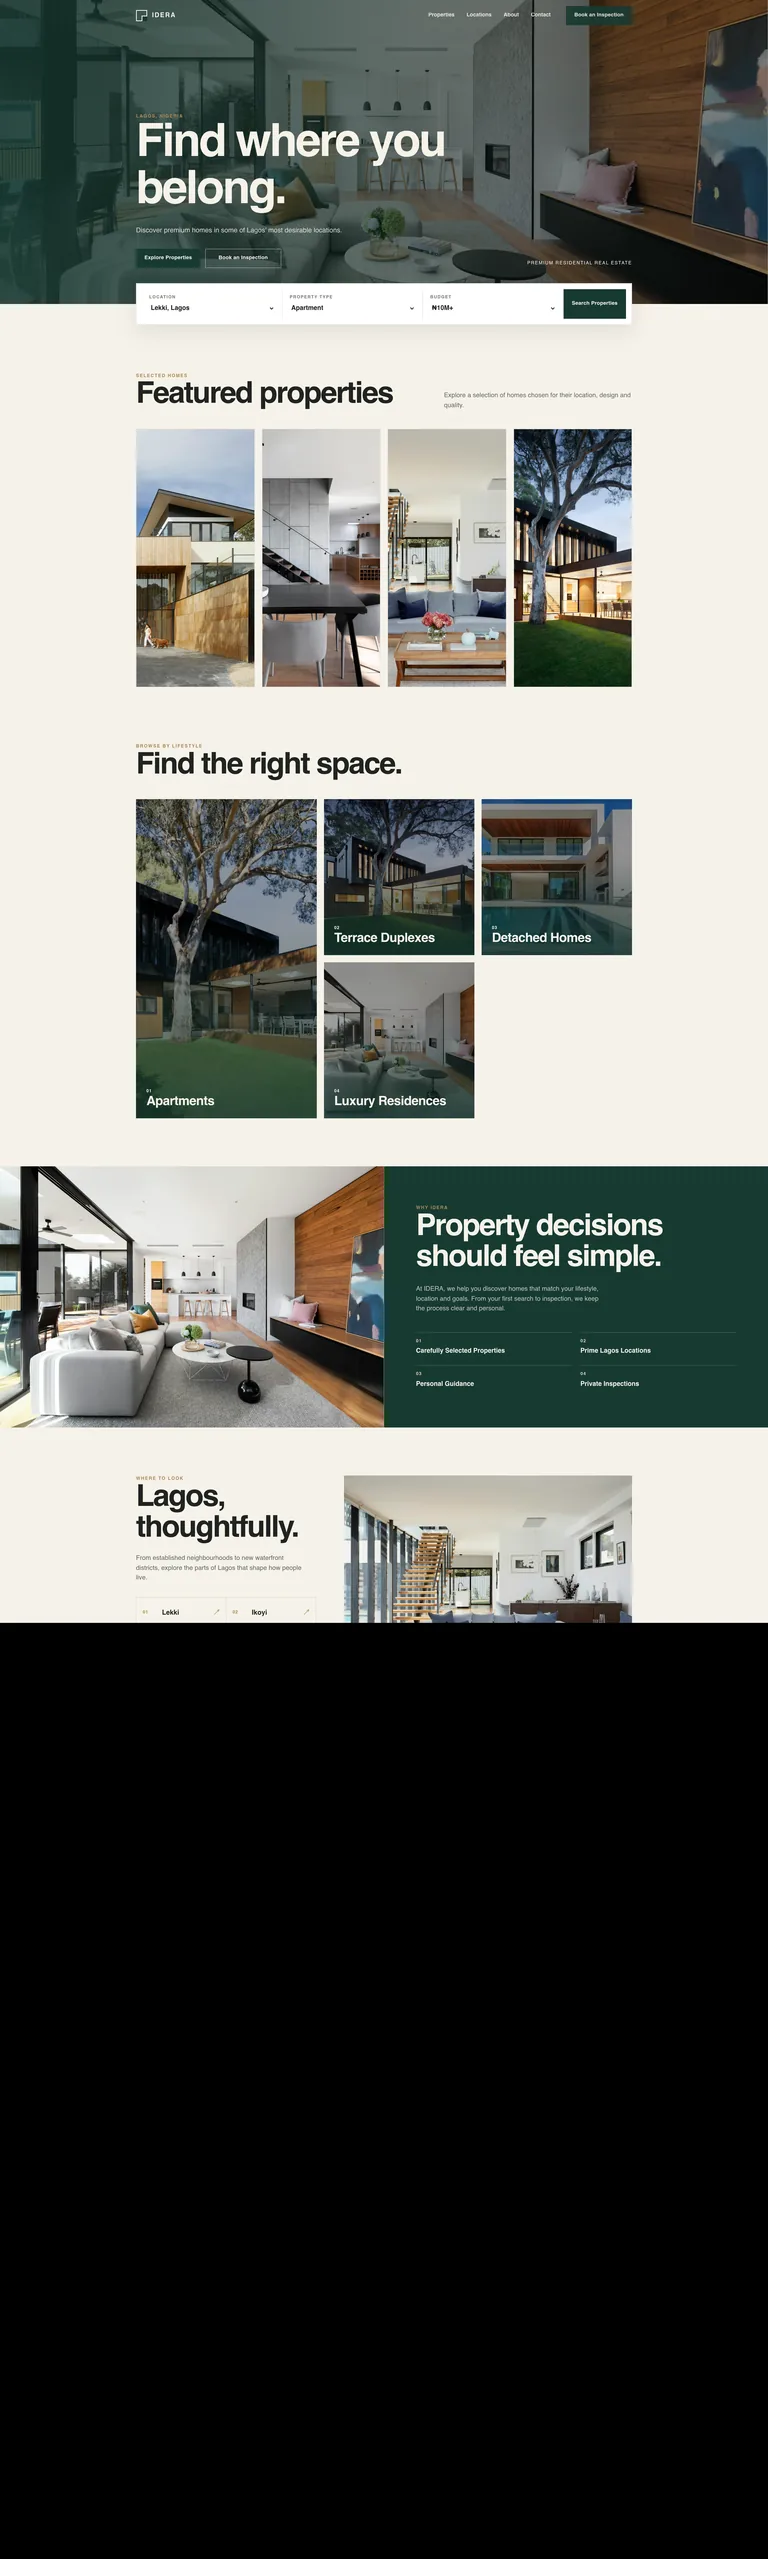 IDERA
Properties
Locations
About
Contact
Book an Inspection
LAGOS, NIGERIA
Find where you
belong.
Discover premium homes in some of Lagos' most desirable locations.
Explore Properties
Book an Inspection
PREMIUM RESIDENTIAL REAL ESTATE
LOCATION
Lekki, Lagos
PROPERTY TYPE
Apartment
BUDGET
₦10M+
Search Properties
SELECTED HOMES
Featured properties
Explore a selection of homes chosen for their location, design and
quality.
BROWSE BY LIFESTYLE
Find the right space.
01
Apartments
02
Terrace Duplexes
03
Detached Homes
04
Luxury Residences
WHY IDERA
Property decisions
should feel simple.
At IDERA, we help you discover homes that match your lifestyle,
location and goals. From your first search to inspection, we keep
the process clear and personal.
01
Carefully Selected Properties
02
Prime Lagos Locations
03
Personal Guidance
04
Private Inspections
WHERE TO LOOK
Lagos,
thoughtfully.
From established neighbourhoods to new waterfront
districts, explore the parts of Lagos that shape how people
live.
01 Lekki ↗
02 Ikoyi ↗